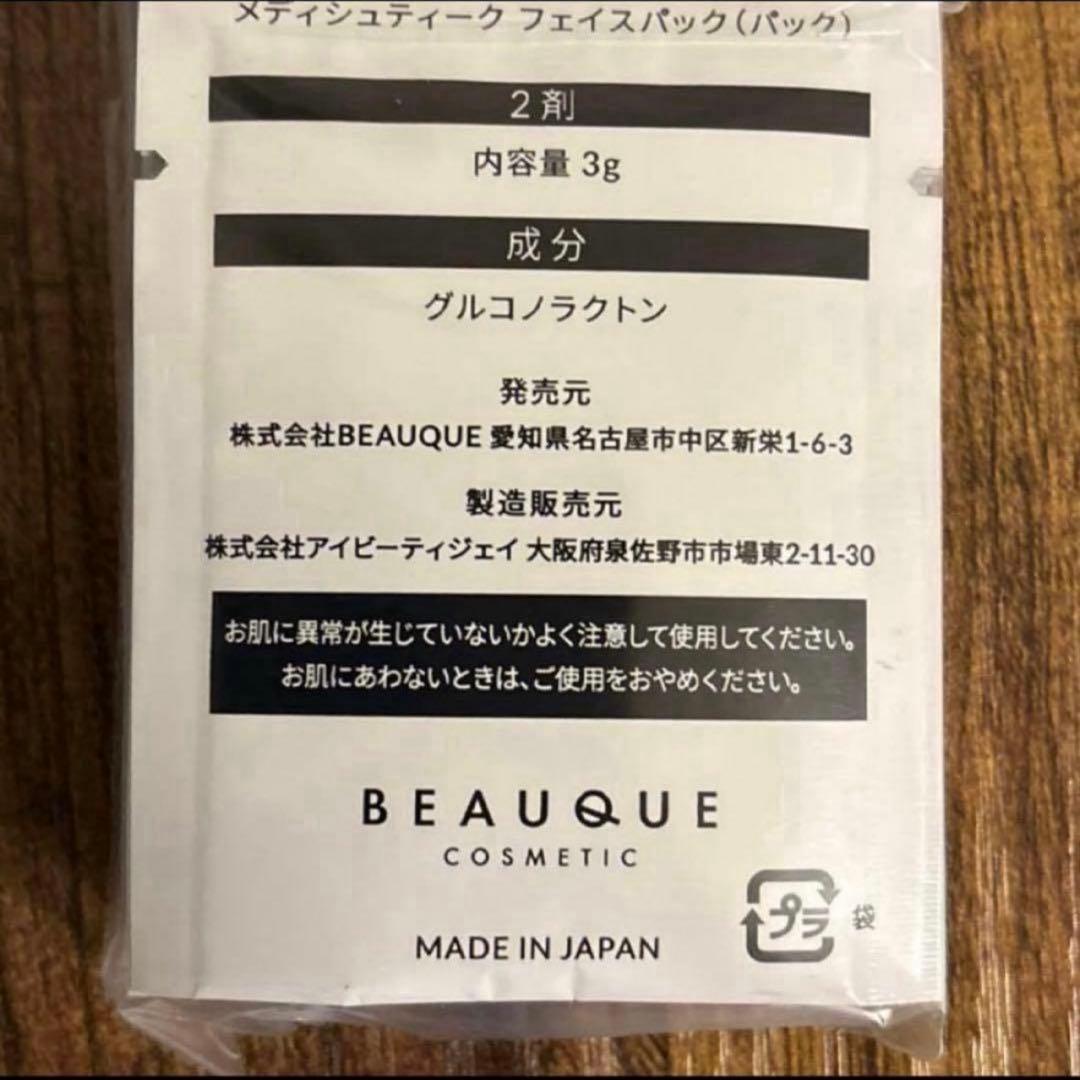 メディシュティーク フェイスパック(パック)
2剤
内容量 3g
成分
グルコノラクトン
発売元
株式会社BEAUQUE 愛知県名古屋市中区新栄1-6-3
製造販売元
株式会社アイビーティジェイ 大阪府泉佐野市市場東2-11-30
お肌に異常が生じていないかよく注意して使用してください。
お肌にあわないときは、ご使用をおやめください。
BEAUQUE
COSMETIC
プラ 袋
MADE IN JAPAN